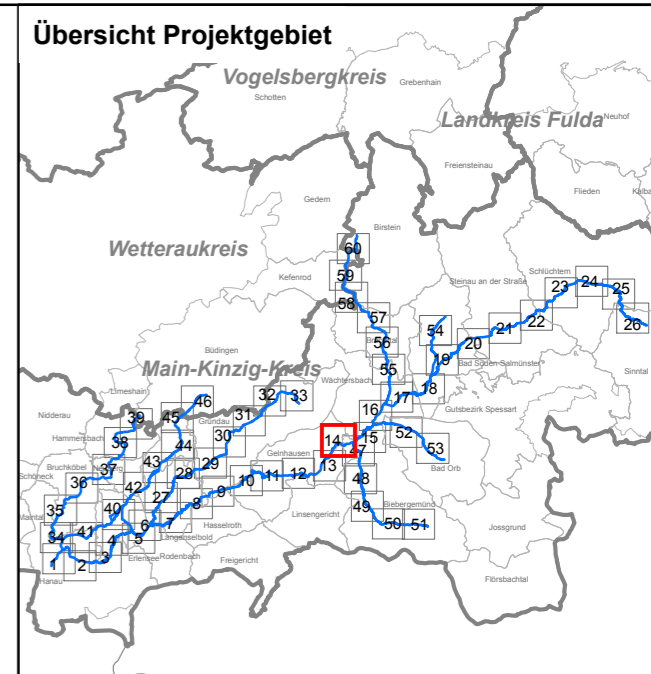 Übersicht Projektgebiet
Vogelsbergkreis
Grebenhain
Schotten
Landkreis Fulda
Neuhof
Freiensteinau
Flieden
Gedern
Birstein
Wetteraukreis
60
Kefenrod
59
Steinau an der Straße
Schlüchtern
23
24
25
58
57
54
22
26
21
56
20
Büdingen
19
Sinntal
Main-Kinzig-Kreis
55
Bad Soden-Salmünster
Limeshain
Wächtersbach
18
32
33
46
17
Nidderau
39
45
31
16
Gutsbezirk Spessart
Hammersbach
38
Gründau
30
14
15
52
44
53
Gelnhausen
Bruchköbel
37
43
29
13
Bad Orb
Schöneck
36
28
12
11
48
42
10
27
9
35
40
8
Linsengericht
49
Biebergemünd
Maintal
41
6
7
Hasselroth
50
51
Jossgrund
34
4
5
Langenselbold
Erlensee
Rodenbach
Freigericht
1
2
3
Flörsbachtal
Hanau